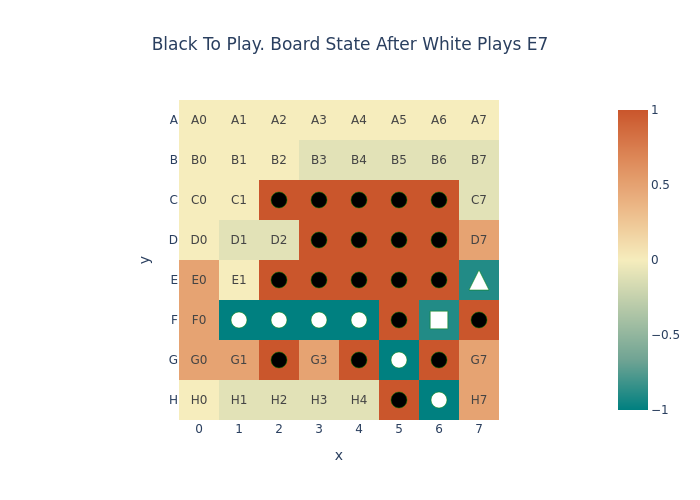 Black To Play. Board State After White Plays E7
A A0 A1 A2 A3 A4 A5 A6 A7
B B0 B1 B2 B3 B4 B5 B6 B7
C C0 C1 C7
D D0 D1 D2 D7
E E0 E1
F F0
G G0 G1 G3 G7
H H0 H1 H2 H3 H4 H7
0 1 2 3 4 5 6 7
x
y
1
0.5
0
−0.5
−1